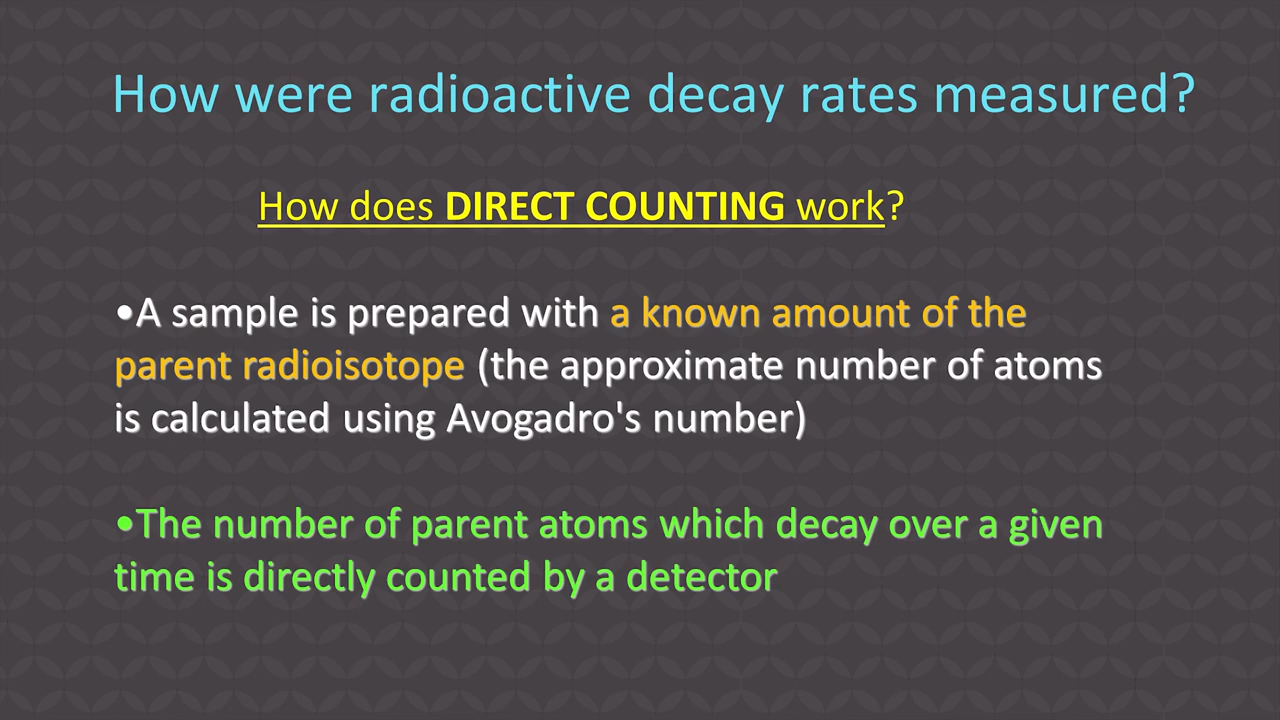 How were radioactive decay rates measured?
How does DIRECT COUNTING work?
•A sample is prepared with a known amount of the
parent radioisotope (the approximate number of atoms
is calculated using Avogadro's number)
•The number of parent atoms which decay over a given
time is directly counted by a detector